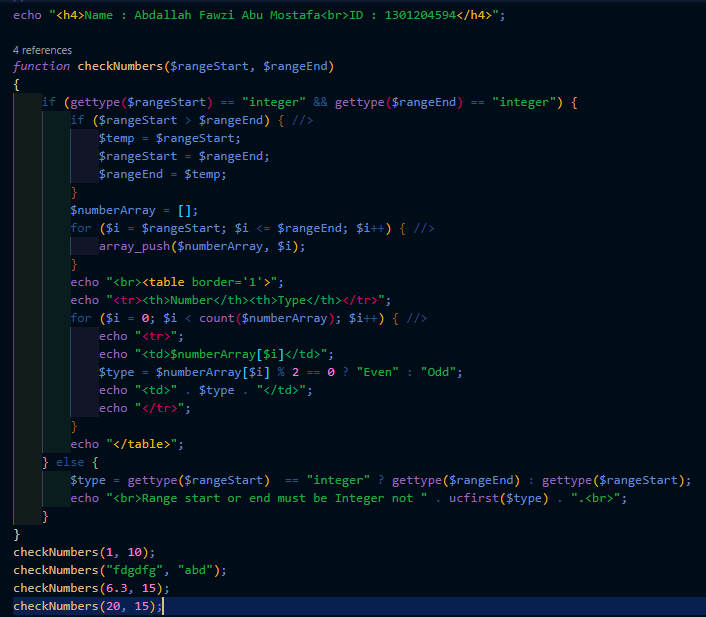 echo "<h4>Name : Abdallah Fawzi Abu Mostafa<br>ID : 1301204594</h4>";
4 references
function checkNumbers($rangeStart, $rangeEnd)
{
    if (gettype($rangeStart) == "integer" && gettype($rangeEnd) == "integer") {
        if ($rangeStart > $rangeEnd) { //>
            $temp = $rangeStart;
            $rangeStart = $rangeEnd;
            $rangeEnd = $temp;
        }
        $numberArray = [];
        for ($i = $rangeStart; $i <= $rangeEnd; $i++) { //>
            array_push($numberArray, $i);
        }
        echo "<br><table border='1'>";
        echo "<tr><th>Number</th><th>Type</th></tr>";
        for ($i = 0; $i < count($numberArray); $i++) { //>
            echo "<tr>";
            echo "<td>$numberArray[$i]</td>";
            $type = $numberArray[$i] % 2 == 0 ? "Even" : "Odd";
            echo "<td>" . $type . "</td>";
            echo "</tr>";
        }
        echo "</table>";
    } else {
        $type = gettype($rangeStart)  == "integer" ? gettype($rangeEnd) : gettype($rangeStart);
        echo "<br>Range start or end must be Integer not " . ucfirst($type) . ".<br>";
    }
}
checkNumbers(1, 10);
checkNumbers("fdgdfg", "abd");
checkNumbers(6.3, 15);
checkNumbers(20, 15);